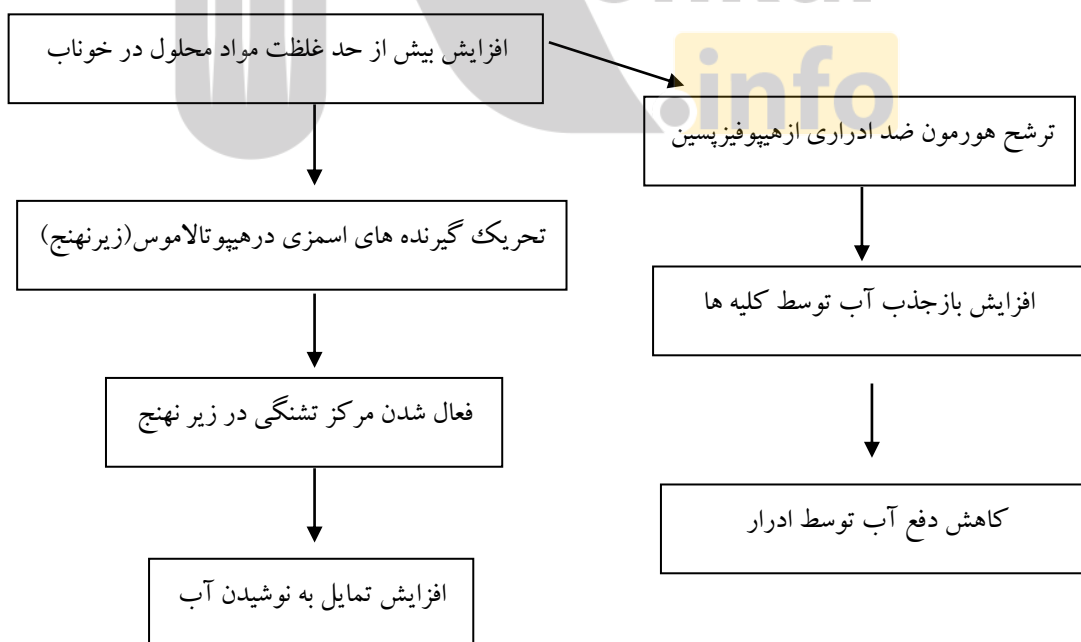 افزایش بیش از حد غلظت مواد محلول در خوناب
.info
ترشح هورمون ضد ادراری ازهیپوفیزپسین
تحریک گیرنده های اسمزی درهیپوتالاموس(زیرنهنج)
افزایش بازجذب آب توسط کلیه ها
فعال شدن مرکز تشنگی در زیر نهنج
کاهش دفع آب توسط ادرار
افزایش تمایل به نوشیدن آب